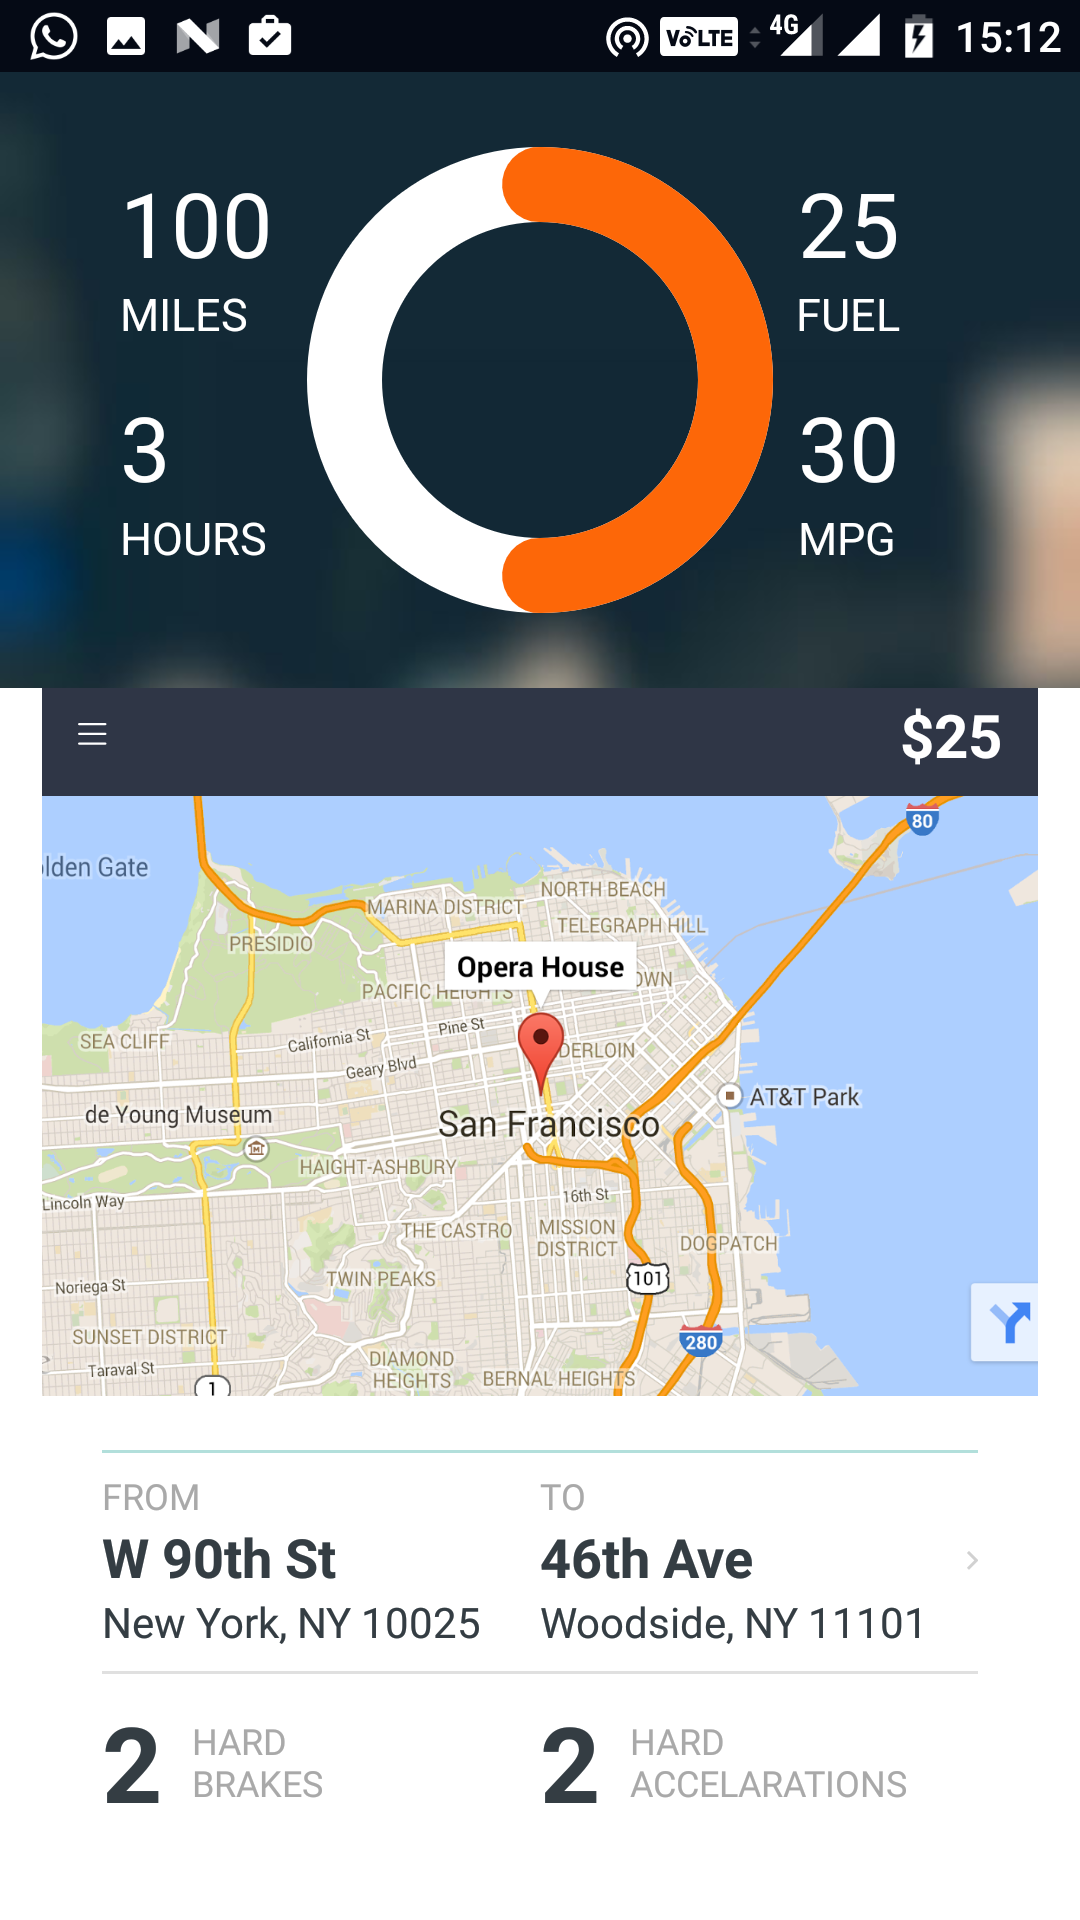 VoLTE 4G 15:12
100
MILES
25
FUEL
3
HOURS
30
MPG
$25
80
lden Gate
NORTH BEACH
MARINA DISTRICT
TELEGRAPH HILL
PRESIDIO
Opera House
OWN
PACIFIC HEIGHTS
Pine St
California St
SEA CLIFF
DERLOIN
Geary Blvd
AT&T Park
de Young Museum
San Francisco
HAIGHT-ASHBURY
16th St
Lincoln Way
THE CASTRO
MISSION
DISTRICT
DOGPATCH
TWIN PEAKS
101
Noriega St
SUNSET DISTRICT
280
Taraval St
DIAMOND
HEIGHTS
BERNAL HEIGHTS
1
FROM
W 90th St
New York, NY 10025
TO
46th Ave
Woodside, NY 11101
2
HARD
BRAKES
2
HARD
ACCELARATIONS